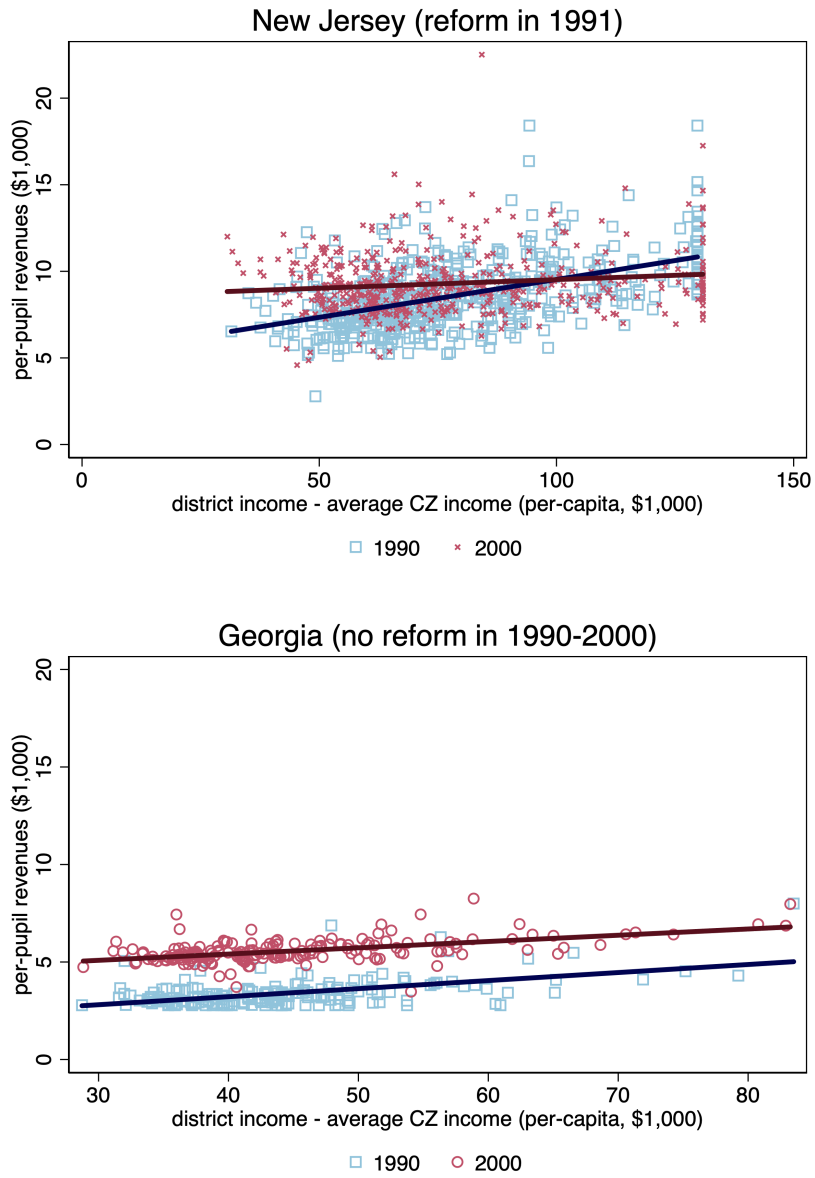 New Jersey (reform in 1991)
per-pupil revenues ($1,000)
20
15
10
5
0
0 50 100 150
district income - average CZ income (per-capita, $1,000)
1990 2000
Georgia (no reform in 1990-2000)
per-pupil revenues ($1,000)
20
15
10
5
0
30 40 50 60 70 80
district income - average CZ income (per-capita, $1,000)
1990 2000